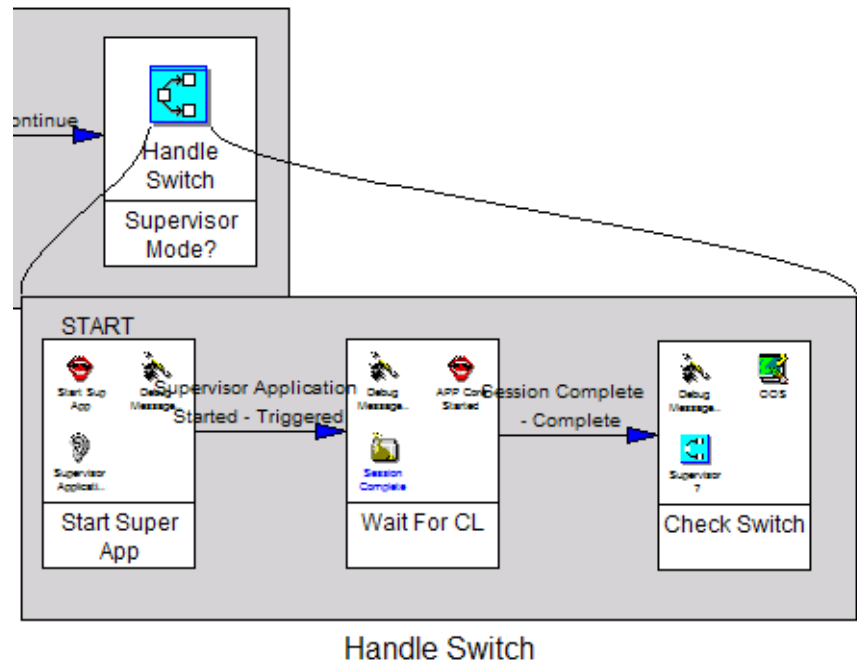 ontinue
Handle
Switch
Supervisor
Mode?
START
Start Sup
App
Debug
Message...
Supervisor
Applicati...
Supervisor Application
Started - Triggered
Start Super
App
Debug
Message...
APP Core
Started
Session
Complete
Session Complete
- Complete
Wait For CL
Debug
Message...
OOS
Supervisor
?
Check Switch
Handle Switch